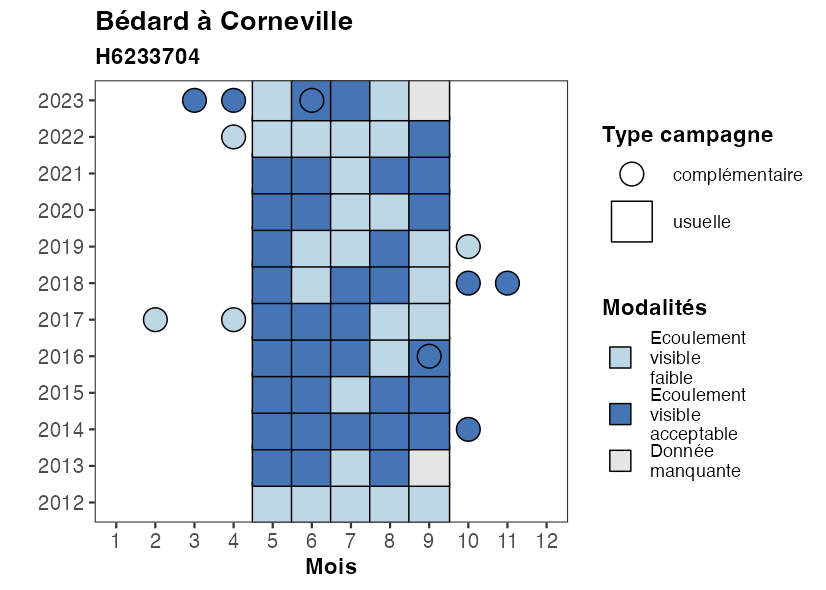 Bédard à Corneville
H6233704
2023
2022
2021
2020
2019
2018
2017
2016
2015
2014
2013
2012
1 2 3 4 5 6 7 8 9 10 11 12
Mois
Type campagne
complémentaire
usuelle
Modalités
Ecoulement
visible
faible
Ecoulement
visible
acceptable
Donnée
manquante